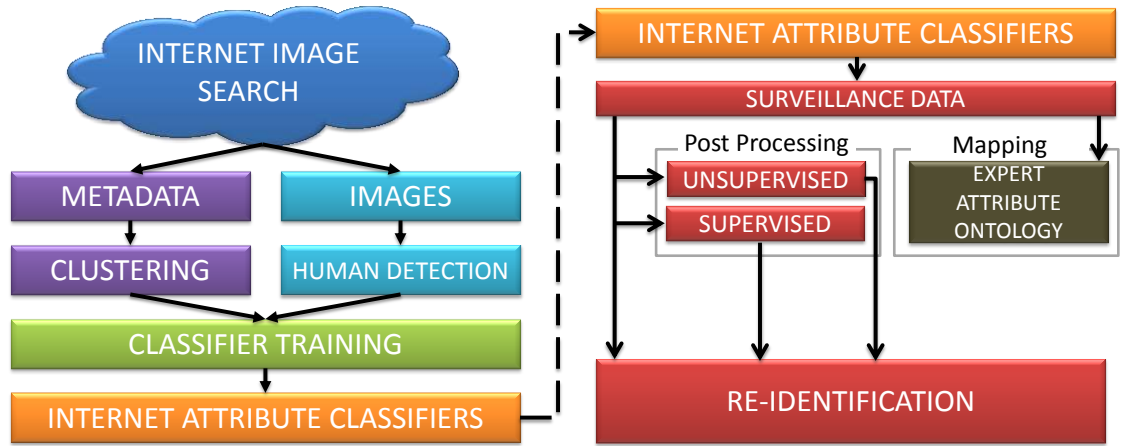 INTERNET IMAGE
SEARCH
METADATA
IMAGES
CLUSTERING
HUMAN DETECTION
CLASSIFIER TRAINING
INTERNET ATTRIBUTE CLASSIFIERS
INTERNET ATTRIBUTE CLASSIFIERS
SURVEILLANCE DATA
Post Processing
UNSUPERVISED
SUPERVISED
Mapping
EXPERT
ATTRIBUTE
ONTOLOGY
RE-IDENTIFICATION